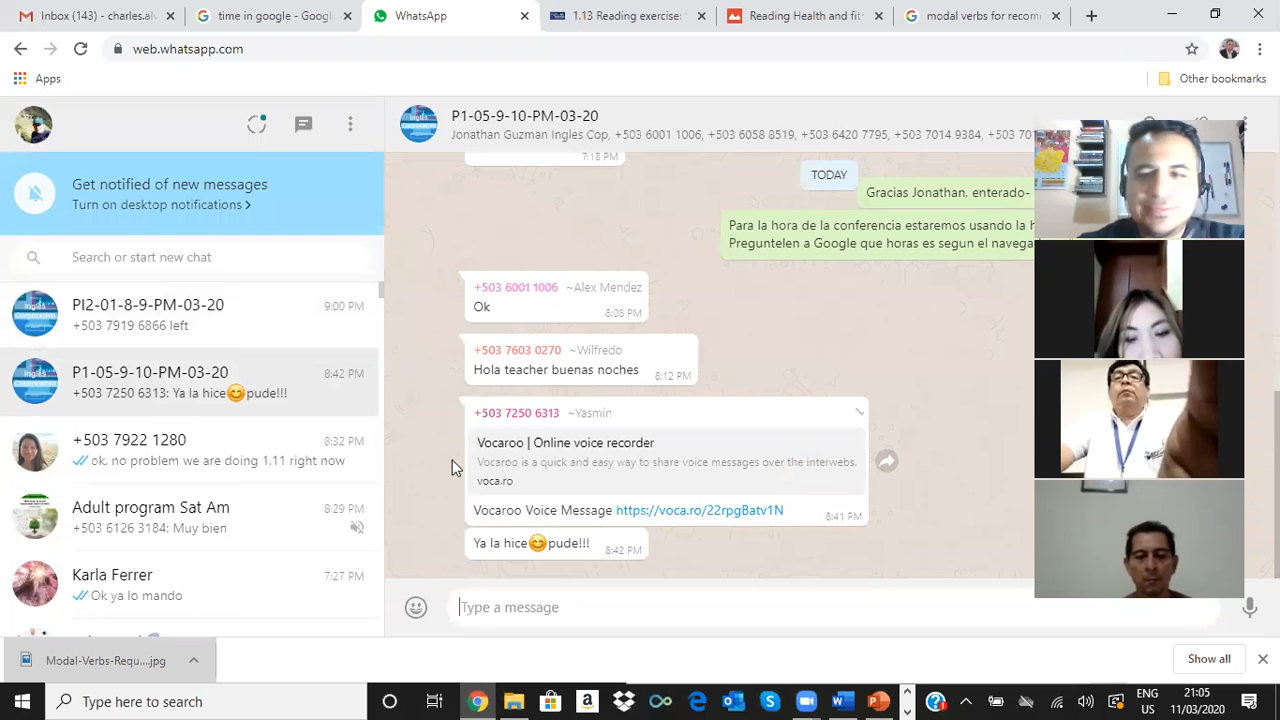 Inbox (143) - charles.al
time in google - Google
WhatsApp
1.13 Reading exercise:
Reading Health and fit
modal verbs for recom
web.whatsapp.com
Apps
Other bookmarks
P1-05-9-10-PM-03-20
Jonathan Guzman Ingles Cop, +503 6001 1006, +503 6058 8519, +503 6420 7795, +503 7014 9384, +503 70
Get notified of new messages
Turn on desktop notifications
Search or start new chat
PI2-01-8-9-PM-03-20
9:00 PM
+503 7919 6866 left
P1-05-9-10-PM-03-20
8:42 PM
+503 7250 6313: Ya la hice😊pude!!!
+503 7922 1280
8:32 PM
ok, no problem we are doing 1.11 right now
Adult program Sat Am
8:29 PM
+503 6126 3184: Muy bien
Karla Ferrer
7:27 PM
Ok ya lo mando
7:18 PM
TODAY
Gracias Jonathan, enterado-
Para la hora de la conferencia estaremos usando la h
Preguntelen a Google que horas es segun el navega
+503 6001 1006 ~Alex Mendez
Ok
8:08 PM
+503 7603 0270 ~Wilfredo
Hola teacher buenas noches
8:12 PM
+503 7250 6313 ~Yasmin
Vocaroo | Online voice recorder
Vocaroo is a quick and easy way to share voice messages over the interwebs.
voca.ro
Vocaroo Voice Message https://voca.ro/22rpgBatv1N
8:41 PM
Ya la hice😊pude!!!
8:42 PM
Type a message
Modal-Verbs-Requ....jpg
Show all
Type here to search
ENG
US
21:05
11/03/2020